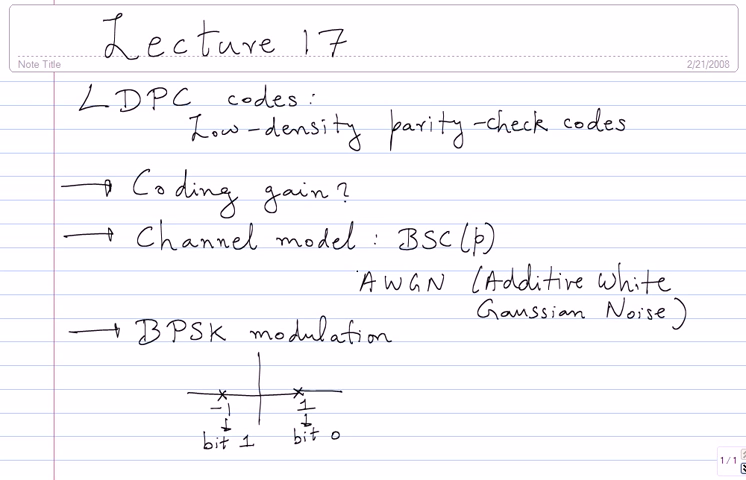 Lecture 17
Note Title
2/21/2008
LDPC codes:
Low-density parity-check codes
→ Coding gain?
→ Channel model: BSC(p)
AWGN (Additive White
Gaussian Noise)
→ BPSK modulation
-1 1
↓ ↓
bit 1 bit 0
1/1